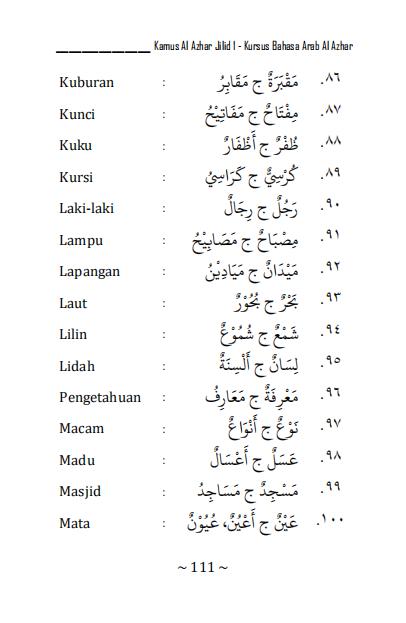 Kamus Al Azhar Jilid I - Kursus Bahasa Arab Al Azhar
Kuburan : مَقْبَرَةٌ ج مَقَابِرُ .٨٦
Kunci : مِفْتَاحٌ ج مَفَاتِيْحُ .٨٧
Kuku : ظُفْرٌ ج أَظْفَارٌ .٨٨
Kursi : كُرْسِيٌّ ج كَرَاسِيُ .٨٩
Laki-laki : رَجُلٌ ج رِجَالٌ .٩٠
Lampu : مِصْبَاحٌ ج مَصَابِيْحُ .٩١
Lapangan : مَيْدَانٌ ج مَيَادِيْنُ .٩٢
Laut : بَحْرٌ ج بُحُوْرٌ .٩٣
Lilin : شَمْعٌ ج شُمُوْعٌ .٩٤
Lidah : لِسَانٌ ج أَلْسِنَةٌ .٩٥
Pengetahuan : مَعْرِفَةٌ ج مَعَارِفُ .٩٦
Macam : نَوْعٌ ج أَنْوَاعٌ .٩٧
Madu : عَسَلٌ ج أَعْسَالٌ .٩٨
Masjid : مَسْجِدٌ ج مَسَاجِدُ .٩٩
Mata : عَيْنٌ ج أَعْيُنٌ، عُيُوْنٌ .١٠٠
~ 111 ~